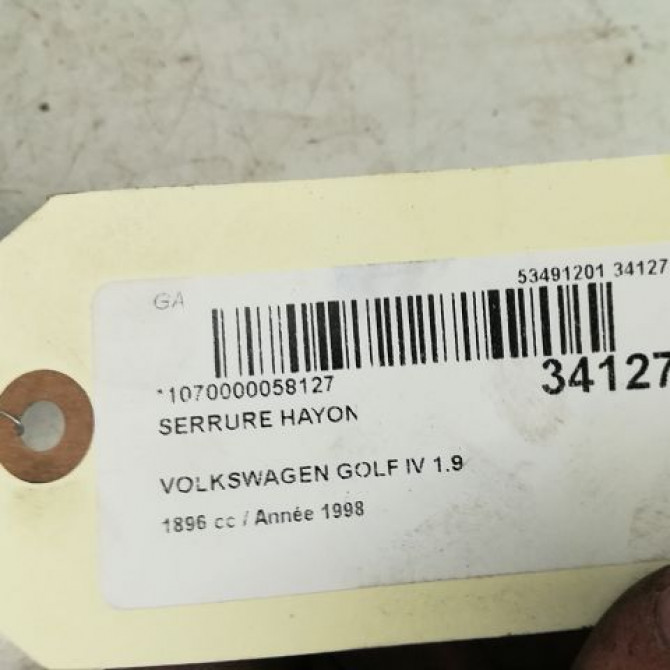 53491201 34127
GA
*1070000058127
34127
SERRURE HAYON
VOLKSWAGEN GOLF IV 1.9
1896 cc / Année 1998